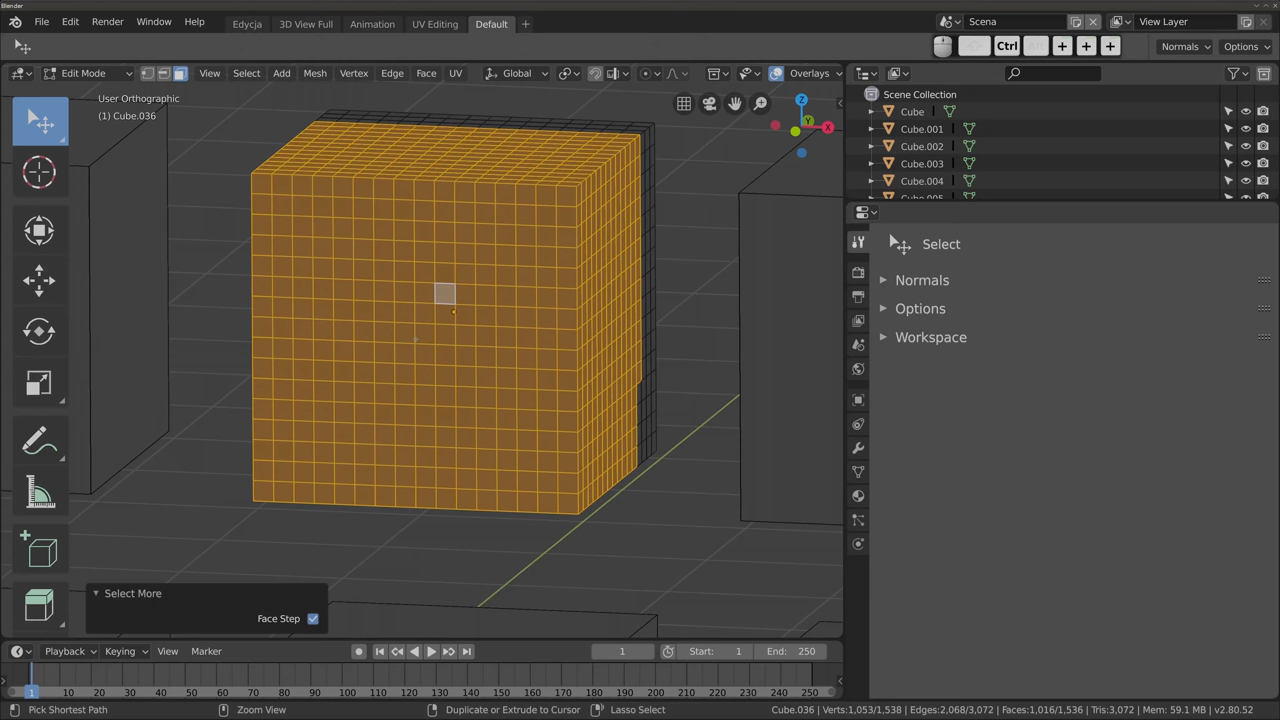 Blender
File Edit Render Window Help Edycja 3D View Full Animation UV Editing Default + Scena View Layer
Ctrl Alt + + + Normals Options
Edit Mode View Select Add Mesh Vertex Edge Face UV Global Overlays
User Orthographic
(1) Cube.036
Z
Y
X
Scene Collection
Cube
Cube.001
Cube.002
Cube.003
Cube.004
Cube.005
Select
Normals
Options
Workspace
Select More
Face Step
Playback Keying View Marker 1 Start: 1 End: 250
1 10 20 30 40 50 60 70 80 90 100 110 120 130 140 150 160 170 180 190 200 210 220 230 240 250
Pick Shortest Path Zoom View Duplicate or Extrude to Cursor Lasso Select Cube.036 | Verts:1,053/1,538 | Edges:2,068/3,072 | Faces:1,016/1,536 | Tris:3,072 | Mem: 59.1 MB | v2.80.52